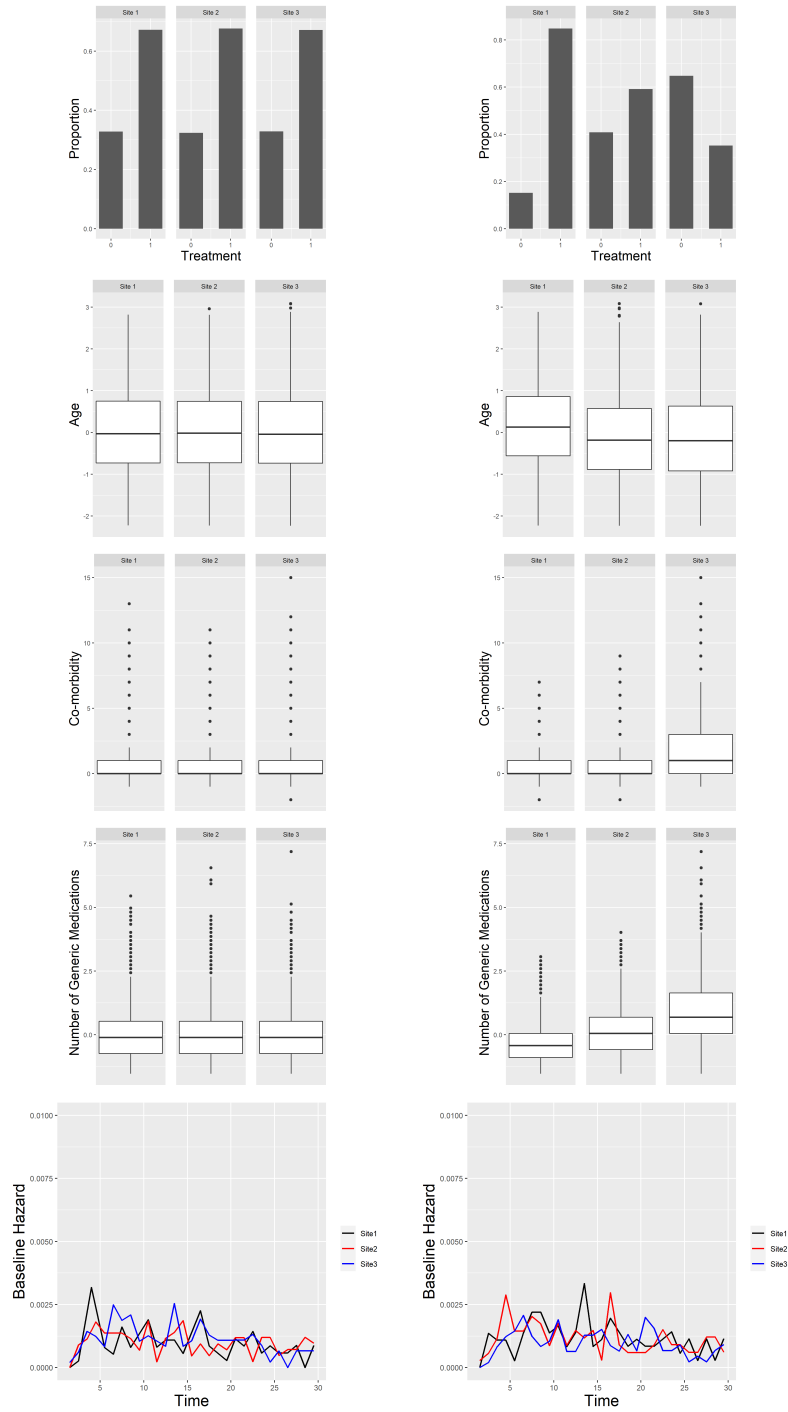 Site 1 Site 2 Site 3
0.6
0.4
0.2
0.0
Proportion
0 1 0 1 0 1
Treatment
Site 1 Site 2 Site 3
0.8
0.6
0.4
0.2
0.0
Proportion
0 1 0 1 0 1
Treatment
Site 1 Site 2 Site 3
3
2
1
0
-1
-2
Age
Site 1 Site 2 Site 3
3
2
1
0
-1
-2
Age
Site 1 Site 2 Site 3
15
10
5
0
Co-morbidity
Site 1 Site 2 Site 3
15
10
5
0
Co-morbidity
Site 1 Site 2 Site 3
7.5
5.0
2.5
0.0
Number of Generic Medications
Site 1 Site 2 Site 3
7.5
5.0
2.5
0.0
Number of Generic Medications
0.0100
0.0075
0.0050
0.0025
0.0000
Baseline Hazard
5 10 15 20 25 30
Time
Site1
Site2
Site3
0.0100
0.0075
0.0050
0.0025
0.0000
Baseline Hazard
5 10 15 20 25 30
Time
Site1
Site2
Site3